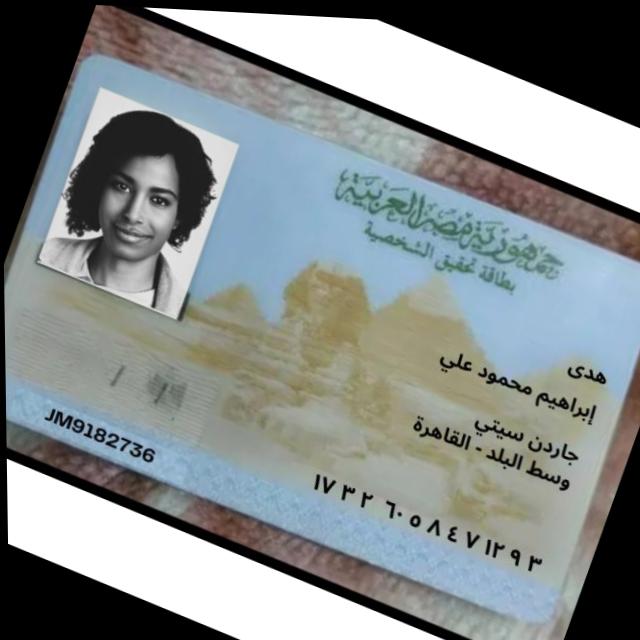 جمهورية مصر العربية
بطاقة تحقيق الشخصية
هدى
إبراهيم محمود علي
جاردن سيتي
وسط البلد - القاهرة
١٧٣٢٦٠٥٨٤٧١٢٩٣
JM9182736